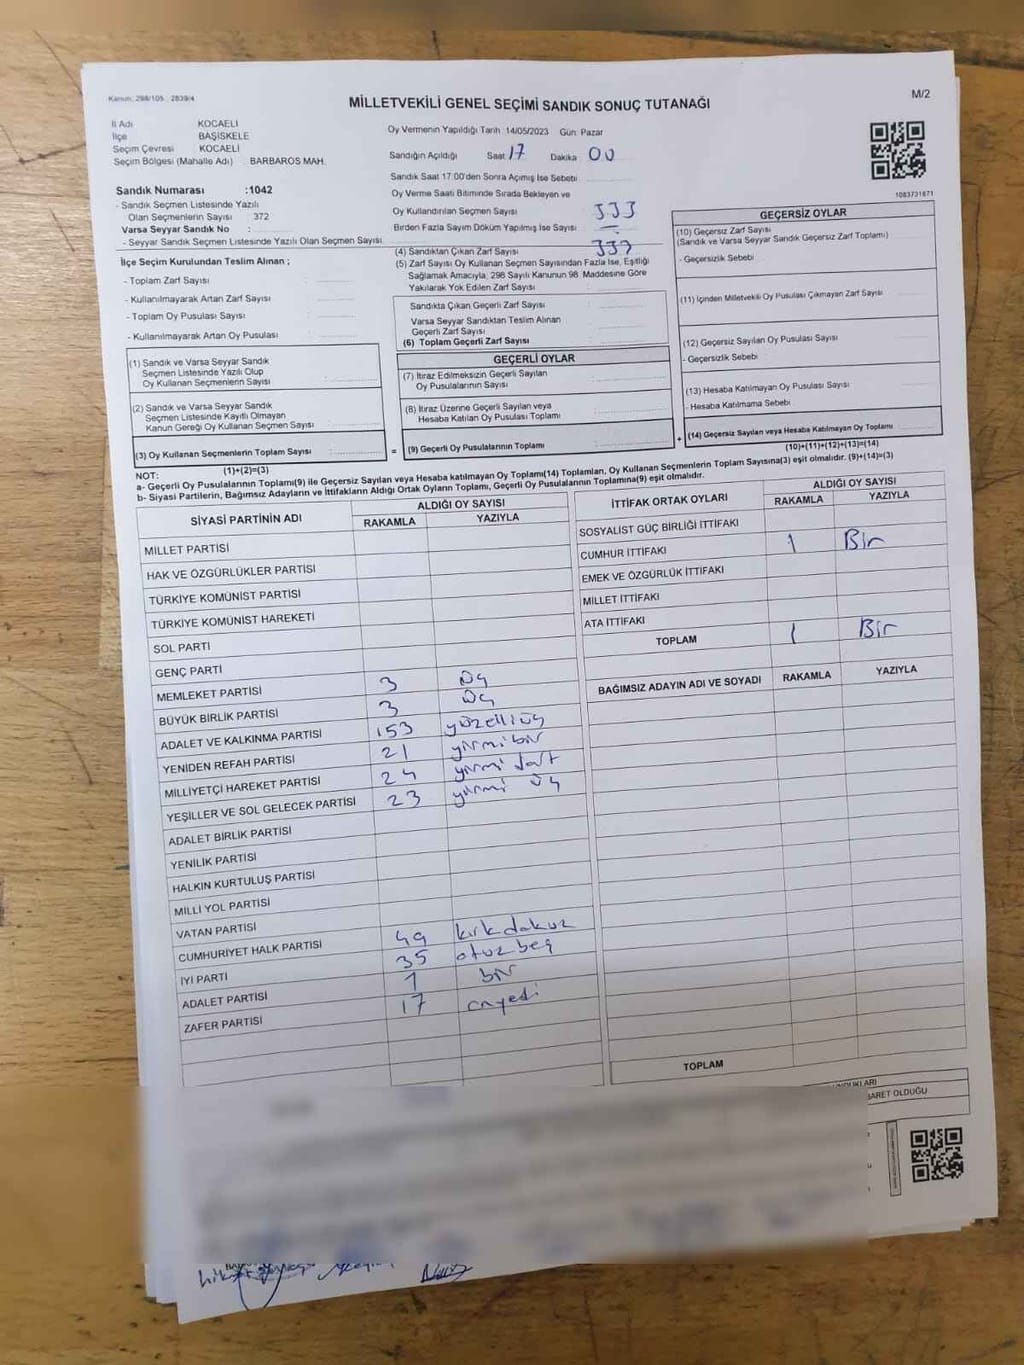 Kanun: 298/105 2839/4
MİLLETVEKİLİ GENEL SEÇİMİ SANDIK SONUÇ TUTANAĞI
M/2
İl Adı KOCAELİ
İlçe BAŞİSKELE
Seçim Çevresi KOCAELİ
Seçim Bölgesi (Mahalle Adı) BARBAROS MAH.
Sandık Numarası :1042
- Sandık Seçmen Listesinde Yazılı
Olan Seçmenlerin Sayısı : 372
Varsa Seyyar Sandık No :
- Seyyar Sandık Seçmen Listesinde Yazılı Olan Seçmen Sayısı:
Oy Vermenin Yapıldığı Tarih :14/05/2023 Gün: Pazar
Sandığın Açıldığı Saat 17 Dakika 00
Sandık Saat 17:00'den Sonra Açımış İse Sebebi
Oy Verme Saati Bitiminde Sırada Bekleyen ve
Oy Kullandırılan Seçmen Sayısı
Birden Fazla Sayım Döküm Yapılmış İse Sayısı : -
(4) Sandıktan Çıkan Zarf Sayısı
(5) Zarf Sayısı Oy Kullanan Seçmen Sayısından Fazla İse, Eşitliği
Sağlamak Amacıyla, 298 Sayılı Kanunun 98. Maddesine Göre
Yakılarak Yok Edilen Zarf Sayısı :
1083731871
İlçe Seçim Kurulundan Teslim Alınan ;
- Toplam Zarf Sayısı :
- Kullanılmayarak Artan Zarf Sayısı :
- Toplam Oy Pusulası Sayısı :
- Kullanılmayarak Artan Oy Pusulası :
Sandıkta Çıkan Geçerli Zarf Sayısı :
Varsa Seyyar Sandıktan Teslim Alınan
Geçerli Zarf Sayısı :
(6) Toplam Geçerli Zarf Sayısı :
GEÇERSİZ OYLAR
(10) Geçersiz Zarf Sayısı
(Sandık ve Varsa Seyyar Sandık Geçersiz Zarf Toplamı) :
- Geçersizlik Sebebi
(11) İçinden Milletvekili Oy Pusulası Çıkmayan Zarf Sayısı
(12) Geçersiz Sayılan Oy Pusulası Sayısı
- Geçersizlik Sebebi
(13) Hesaba Katılmayan Oy Pusulası Sayısı
- Hesaba Katılmama Sebebi
(14) Geçersiz Sayılan veya Hesaba Katılmayan Oy Toplamı
(10)+(11)+(12)+(13)=(14)
(1) Sandık ve Varsa Seyyar Sandık
Seçmen Listesinde Yazılı Olup
Oy Kullanan Seçmenlerin Sayısı :
(2) Sandık ve Varsa Seyyar Sandık
Seçmen Listesinde Kayıtlı Olmayan
Kanun Gereği Oy Kullanan Seçmen Sayısı :
(3) Oy Kullanan Seçmenlerin Toplam Sayısı :
(1)+(2)=(3)
GEÇERLİ OYLAR
(7) İtiraz Edilmeksizin Geçerli Sayılan
Oy Pusulalarının Sayısı :
(8) İtiraz Üzerine Geçerli Sayılan veya
Hesaba Katılan Oy Pusulası Toplamı :
= (9) Geçerli Oy Pusulalarının Toplamı : +
NOT:
a- Geçerli Oy Pusulalarının Toplamı(9) ile Geçersiz Sayılan veya Hesaba katılmayan Oy Toplamı(14) Toplamları, Oy Kullanan Seçmenlerin Toplam Sayısına(3) eşit olmalıdır. (9)+(14)=(3)
b- Siyasi Partilerin, Bağımsız Adayların ve İttifakların Aldığı Ortak Oyların Toplamı, Geçerli Oy Pusulalarının Toplamına(9) eşit olmalıdır.
SİYASİ PARTİNİN ADI ALDIĞI OY SAYISI
RAKAMLA YAZIYLA
MİLLET PARTİSİ
HAK VE ÖZGÜRLÜKLER PARTİSİ
TÜRKİYE KOMÜNİST PARTİSİ
TÜRKİYE KOMÜNİST HAREKETİ
SOL PARTİ
GENÇ PARTİ
MEMLEKET PARTİSİ 3 Üç
BÜYÜK BİRLİK PARTİSİ 3 Üç
ADALET VE KALKINMA PARTİSİ 153 yüzelliüç
YENİDEN REFAH PARTİSİ 21 yirmi bir
MİLLİYETÇİ HAREKET PARTİSİ 24 yirmi dört
YEŞİLLER VE SOL GELECEK PARTİSİ 23 yirmi üç
ADALET BİRLİK PARTİSİ
YENİLİK PARTİSİ
HALKIN KURTULUŞ PARTİSİ
MİLLİ YOL PARTİSİ
VATAN PARTİSİ
CUMHURİYET HALK PARTİSİ 49 kırkdokuz
İYİ PARTİ 35 otuzbeş
ADALET PARTİSİ 1 bir
ZAFER PARTİSİ 17 onyedi
İTTİFAK ORTAK OYLARI ALDIĞI OY SAYISI
RAKAMLA YAZIYLA
SOSYALİST GÜÇ BİRLİĞİ İTTİFAKI
CUMHUR İTTİFAKI 1 Bir
EMEK VE ÖZGÜRLÜK İTTİFAKI
MİLLET İTTİFAKI
ATA İTTİFAKI
TOPLAM 1 Bir
BAĞIMSIZ ADAYIN ADI VE SOYADI RAKAMLA YAZIYLA
TOPLAM
BARET OLDUĞU